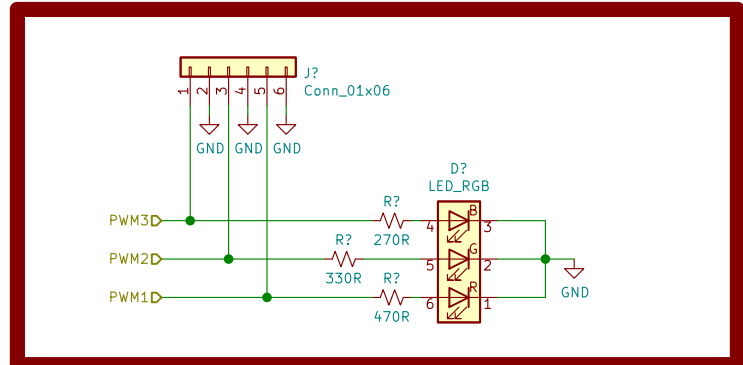 J?
Conn_01x06
1 2 3 4 5 6
GND GND GND
D?
LED_RGB
PWM3 R? 270R 4 B 3
PWM2 R? 330R 5 G 2
PWM1 R? 470R 6 R 1
GND